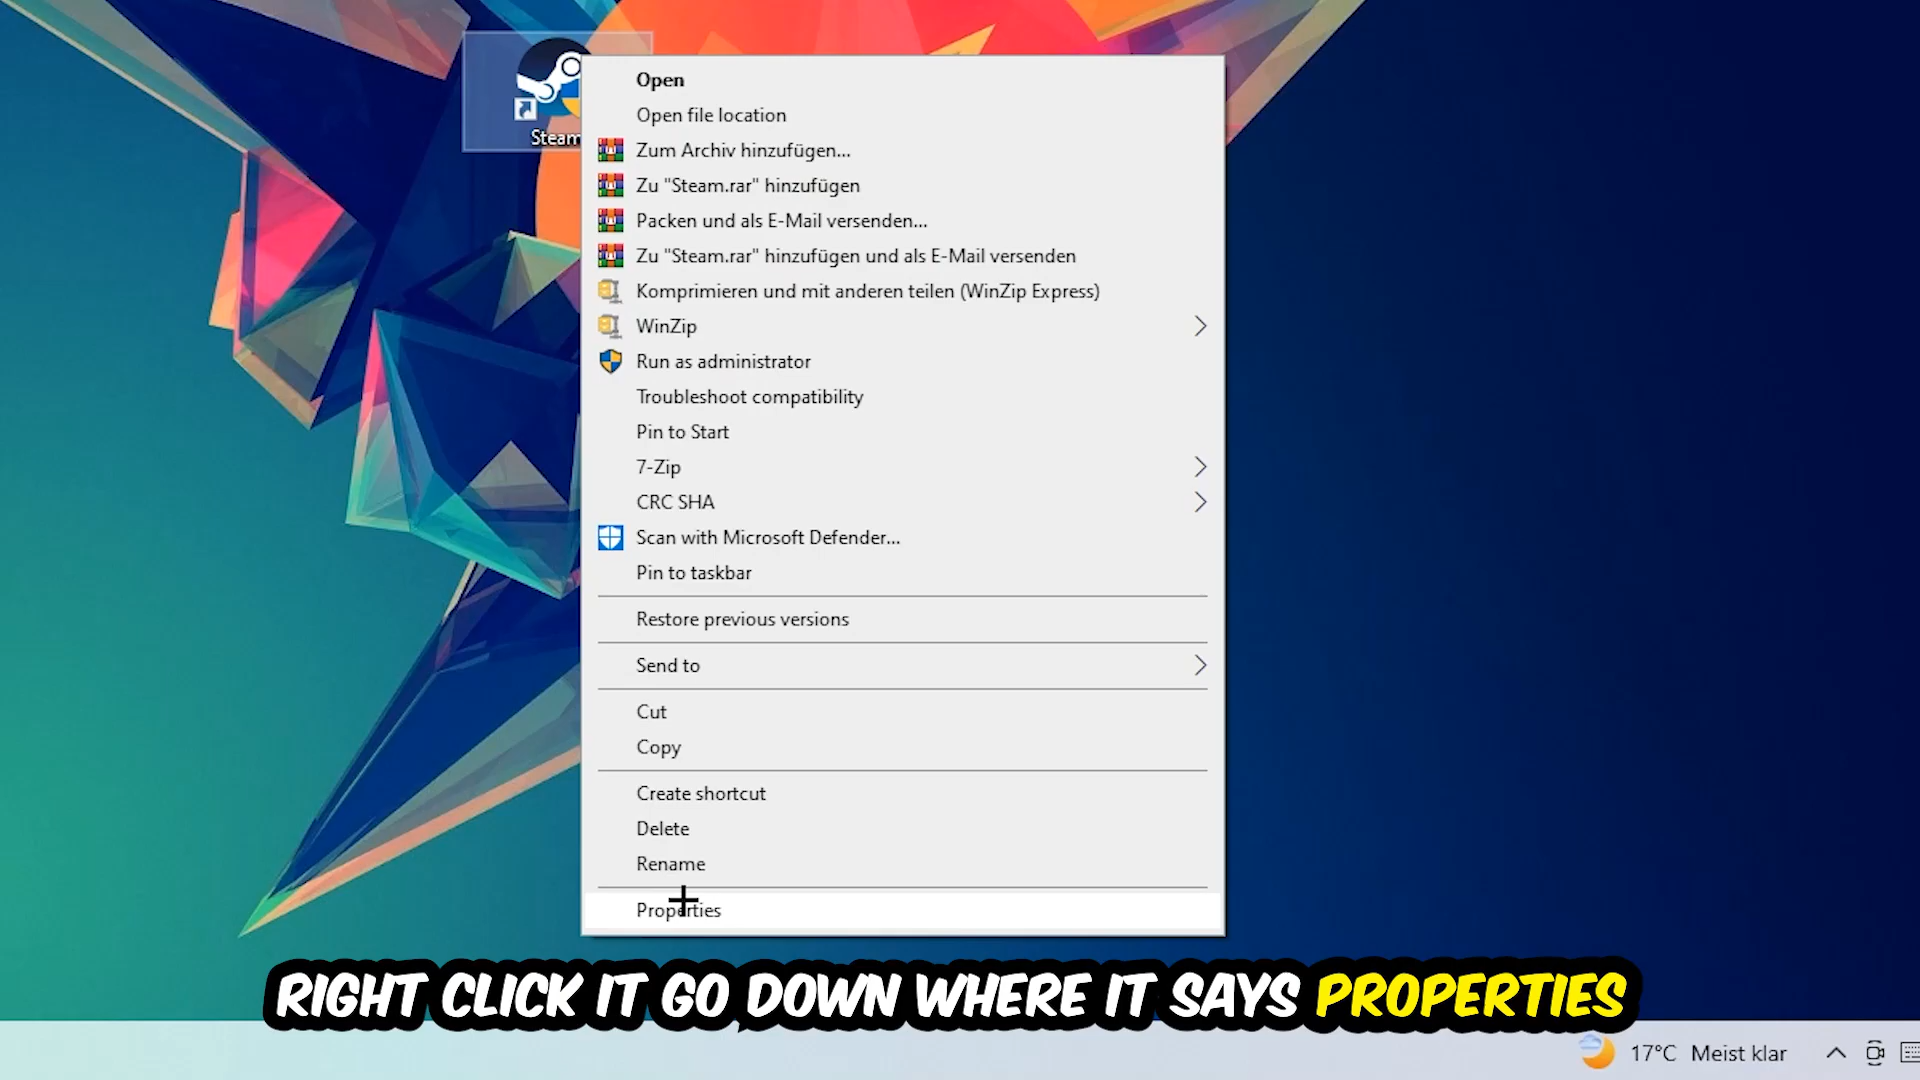 Steam
Open
Open file location
Zum Archiv hinzufügen...
Zu "Steam.rar" hinzufügen
Packen und als E-Mail versenden...
Zu "Steam.rar" hinzufügen und als E-Mail versenden
Komprimieren und mit anderen teilen (WinZip Express)
WinZip
Run as administrator
Troubleshoot compatibility
Pin to Start
7-Zip
CRC SHA
Scan with Microsoft Defender...
Pin to taskbar
Restore previous versions
Send to
Cut
Copy
Create shortcut
Delete
Rename
Properties
RIGHT CLICK IT GO DOWN WHERE IT SAYS PROPERTIES
17°C Meist klar